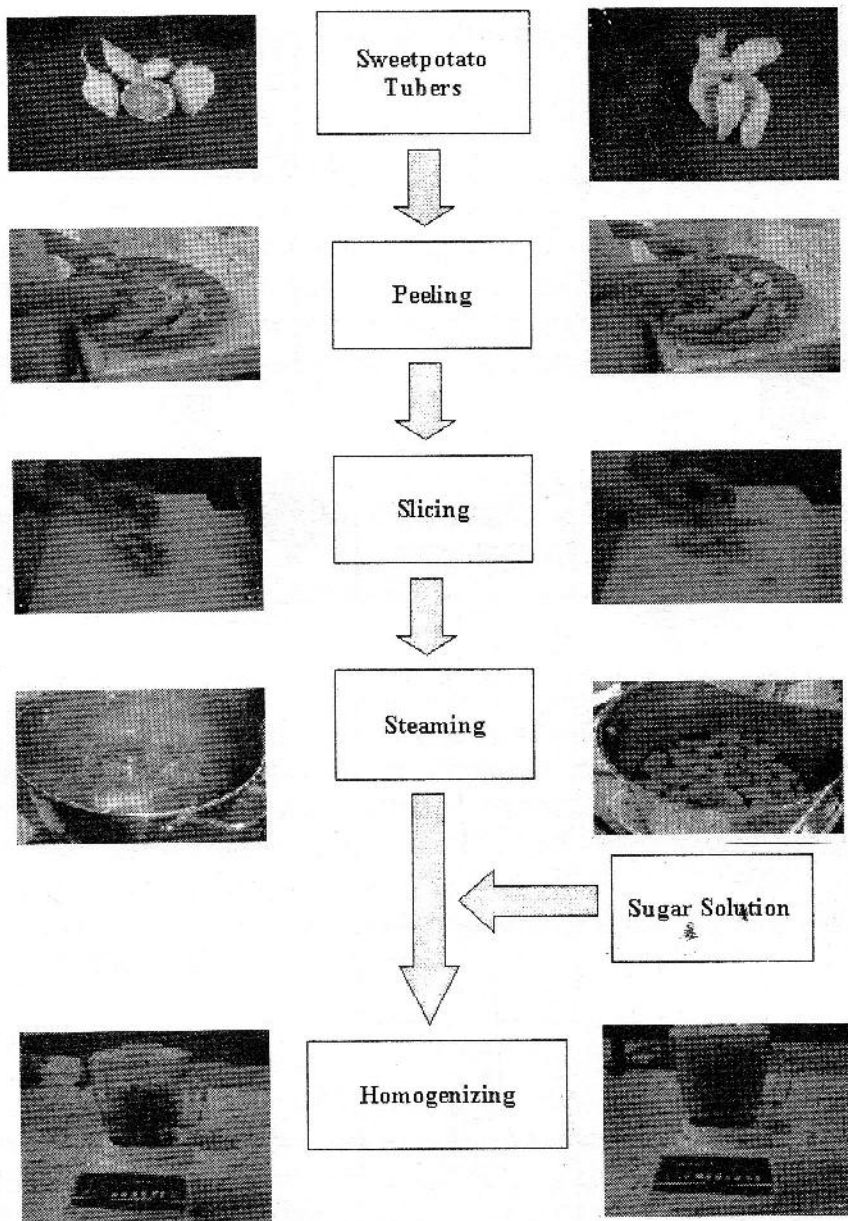 Sweetpotato
Tubers
Peeling
Slicing
Steaming
Sugar Solution
Homogenizing